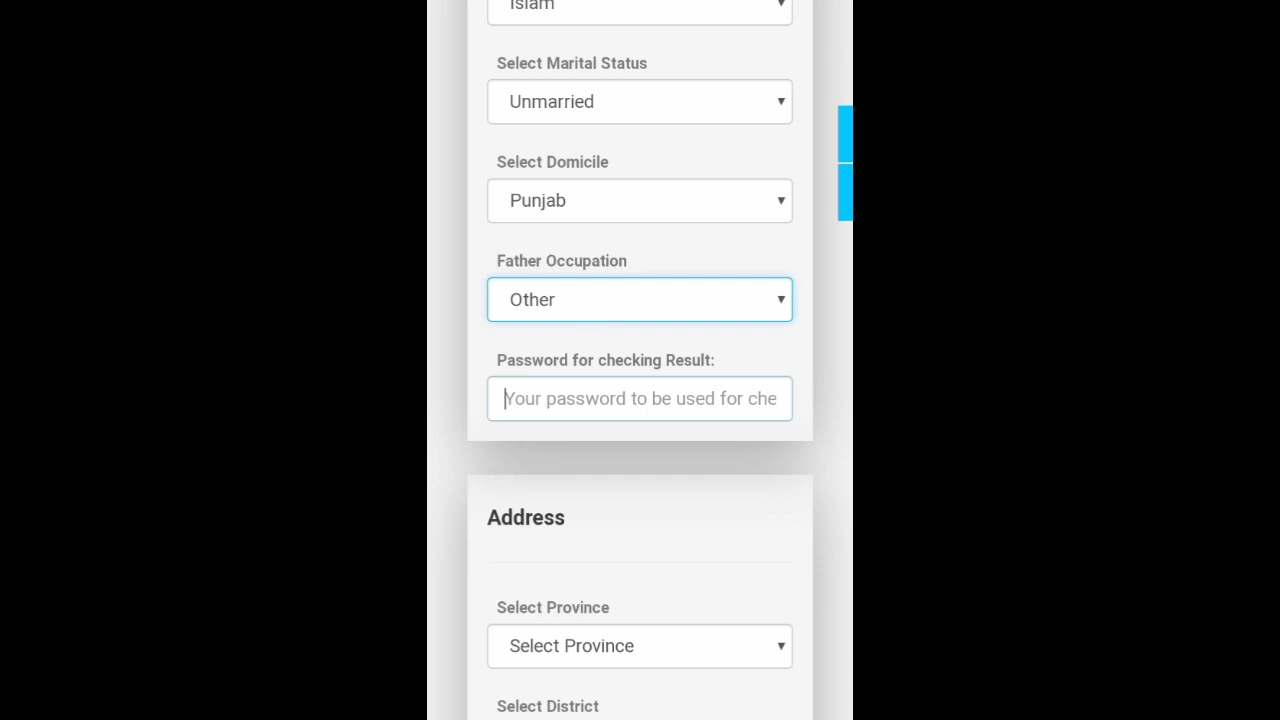 Islam
Select Marital Status
Unmarried
Select Domicile
Punjab
Father Occupation
Other
Password for checking Result:
Your password to be used for che
Address
Select Province
Select Province
Select District